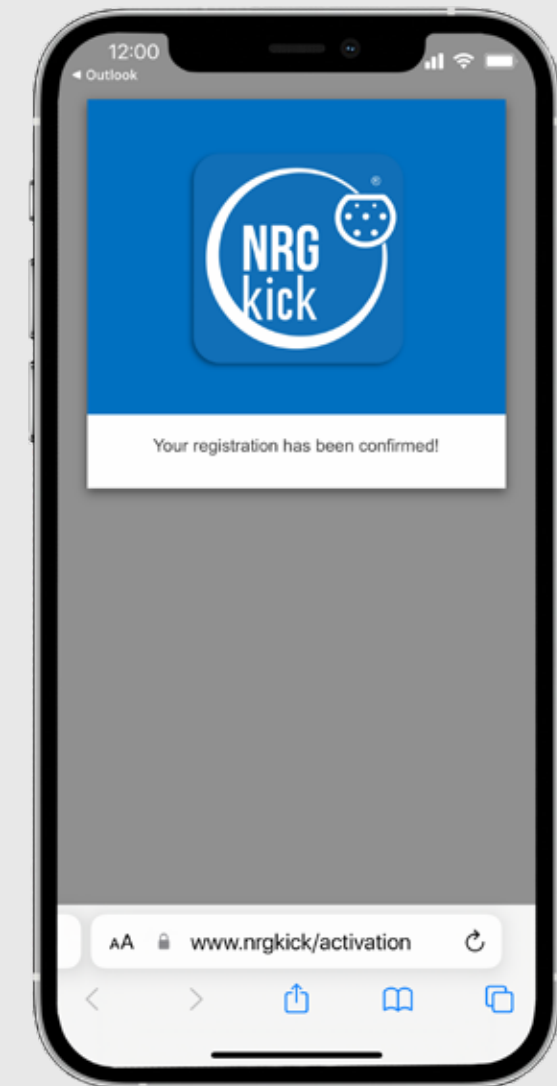 12:00
◀ Outlook
®
NRG
kick
Your registration has been confirmed!
AA www.nrgkick/activation